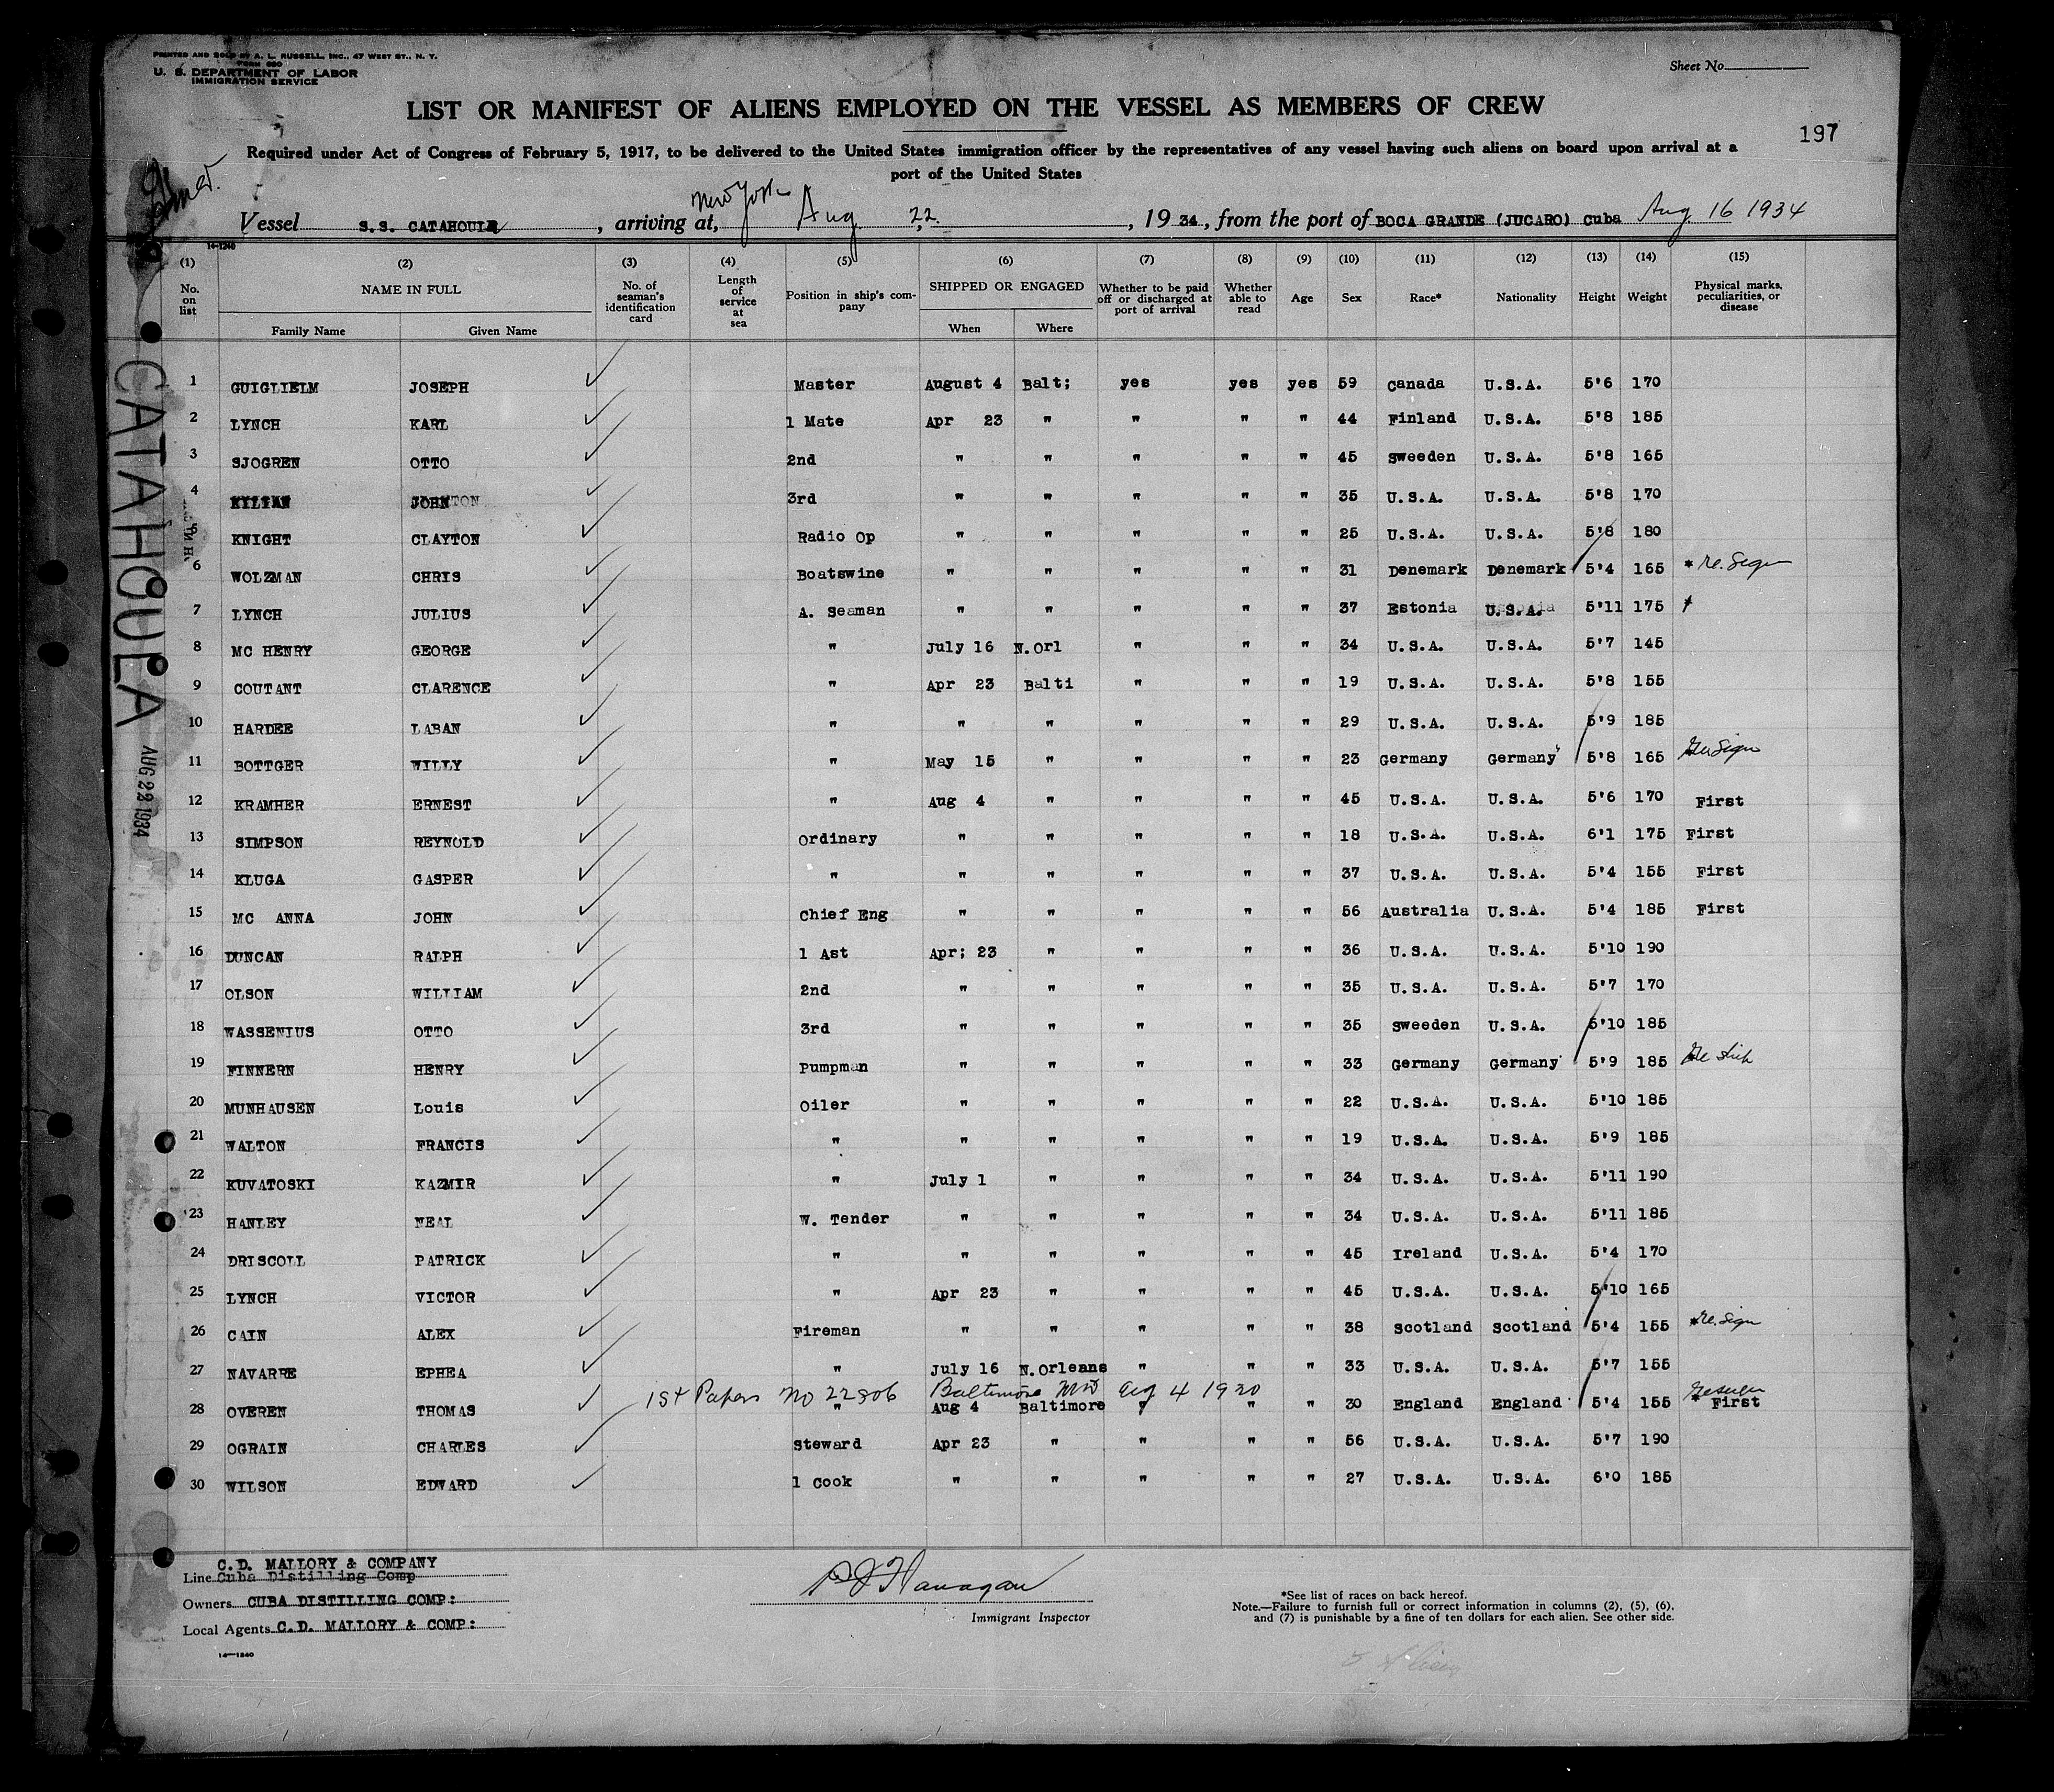 PRINTED AND SOLD BY A. L. RUSSELL, INC., 47 WEST ST., N. Y.
FORM 680
U. S. DEPARTMENT OF LABOR
IMMIGRATION SERVICE
Sheet No.
LIST OR MANIFEST OF ALIENS EMPLOYED ON THE VESSEL AS MEMBERS OF CREW
197
Required under Act of Congress of February 5, 1917, to be delivered to the United States immigration officer by the representatives of any vessel having such aliens on board upon arrival at a
port of the United States
Vessel S.S. CATAHOULA, arriving at, New York Aug 22, 1934, from the port of BOCA GRANDE (JUCARO) Cuba Aug 16 1934
14-1240
(1) (2) (3) (4) (5) (6) (7) (8) (9) (10) (11) (12) (13) (14) (15)
No. on list NAME IN FULL Family Name Given Name No. of seaman's identification card Length of service at sea Position in ship's company SHIPPED OR ENGAGED When Where Whether to be paid off or discharged at port of arrival Whether able to read Age Sex Race* Nationality Height Weight Physical marks, peculiarities, or disease
1 GUIGLIELM JOSEPH Master August 4 Balt; yes yes yes 59 Canada U.S.A. 5'6 170
2 LYNCH KARL 1 Mate Apr 23 " " " " 44 Finland U.S.A. 5'8 185
3 SJOGREN OTTO 2nd " " " " " 45 Sweeden U.S.A. 5'8 165
4 KYLIAN JOHN 3rd " " " " " 35 U.S.A. U.S.A. 5'8 170
5 KNIGHT CLAYTON Radio Op " " " " " 25 U.S.A. U.S.A. 5'8 180
6 WOLZMAN CHRIS Boatswine " " " " " 31 Denemark Denemark 5'4 165
7 LYNCH JULIUS A. Seaman " " " " " 37 Estonia U.S.A. 5'11 175
8 MC HENRY GEORGE " July 16 N.Orl " " " 34 U.S.A. U.S.A. 5'7 145
9 COUTANT CLARENCE " Apr 23 Balti " " " 19 U.S.A. U.S.A. 5'8 155
10 HARDEE LABAN " " " " " " 29 U.S.A. U.S.A. 5'9 185
11 BOTTGER WILLY " May 15 " " " " 23 Germany Germany 5'8 165
12 KRAMHER ERNEST " Aug 4 " " " " 45 U.S.A. U.S.A. 5'6 170 First
13 SIMPSON REYNOLD Ordinary " " " " " 18 U.S.A. U.S.A. 6'1 175 First
14 KLUGA GASPER " " " " " " 37 U.S.A. U.S.A. 5'4 155 First
15 MC ANNA JOHN Chief Eng " " " " " 56 Australia U.S.A. 5'4 185 First
16 DUNCAN RALPH 1 Ast Apr; 23 " " " " 36 U.S.A. U.S.A. 5'10 190
17 OLSON WILLIAM 2nd " " " " " 35 U.S.A. U.S.A. 5'7 170
18 WASSENIUS OTTO 3rd " " " " " 35 Sweeden U.S.A. 5'10 185
19 FINNERN HENRY Pumpman " " " " " 33 Germany Germany 5'9 185
20 MUNHAUSEN Louis Oiler " " " " " 22 U.S.A. U.S.A. 5'10 185
21 WALTON FRANCIS " " " " " " 19 U.S.A. U.S.A. 5'9 185
22 KUVATOSKI KAZMIR " July 1 " " " " 34 U.S.A. U.S.A. 5'11 190
23 HANLEY NEAL W. Tender " " " " " 34 U.S.A. U.S.A. 5'11 185
24 DRISCOLL PATRICK " " " " " " 45 Ireland U.S.A. 5'4 170
25 LYNCH VICTOR " Apr 23 " " " " 45 U.S.A. U.S.A. 5'10 165
26 CAIN ALEX Fireman " " " " " 38 Scotland Scotland 5'4 155
27 NAVARRE EPHEA " July 16 N.Orleans " " " 33 U.S.A. U.S.A. 5'7 155
1st Papers No 22806 Baltimore Md Aug 4 1930
28 OVEREN THOMAS " Aug 4 Baltimore " " " 30 England England 5'4 155 First
29 OGRAIN CHARLES Steward Apr 23 " " " " 56 U.S.A. U.S.A. 5'7 190
30 WILSON EDWARD 1 Cook " " " " " 27 U.S.A. U.S.A. 6'0 185
CATAHOULA
AUG 22 1934
C.D. MALLORY & COMPANY
Line Cuba Distilling Comp
Owners CUBA DISTILLING COMP:
Local Agents C.D. MALLORY & COMP:
14-1240
P J Flanagan
Immigrant Inspector
*See list of races on back hereof.
Note.—Failure to furnish full or correct information in columns (2), (5), (6),
and (7) is punishable by a fine of ten dollars for each alien. See other side.